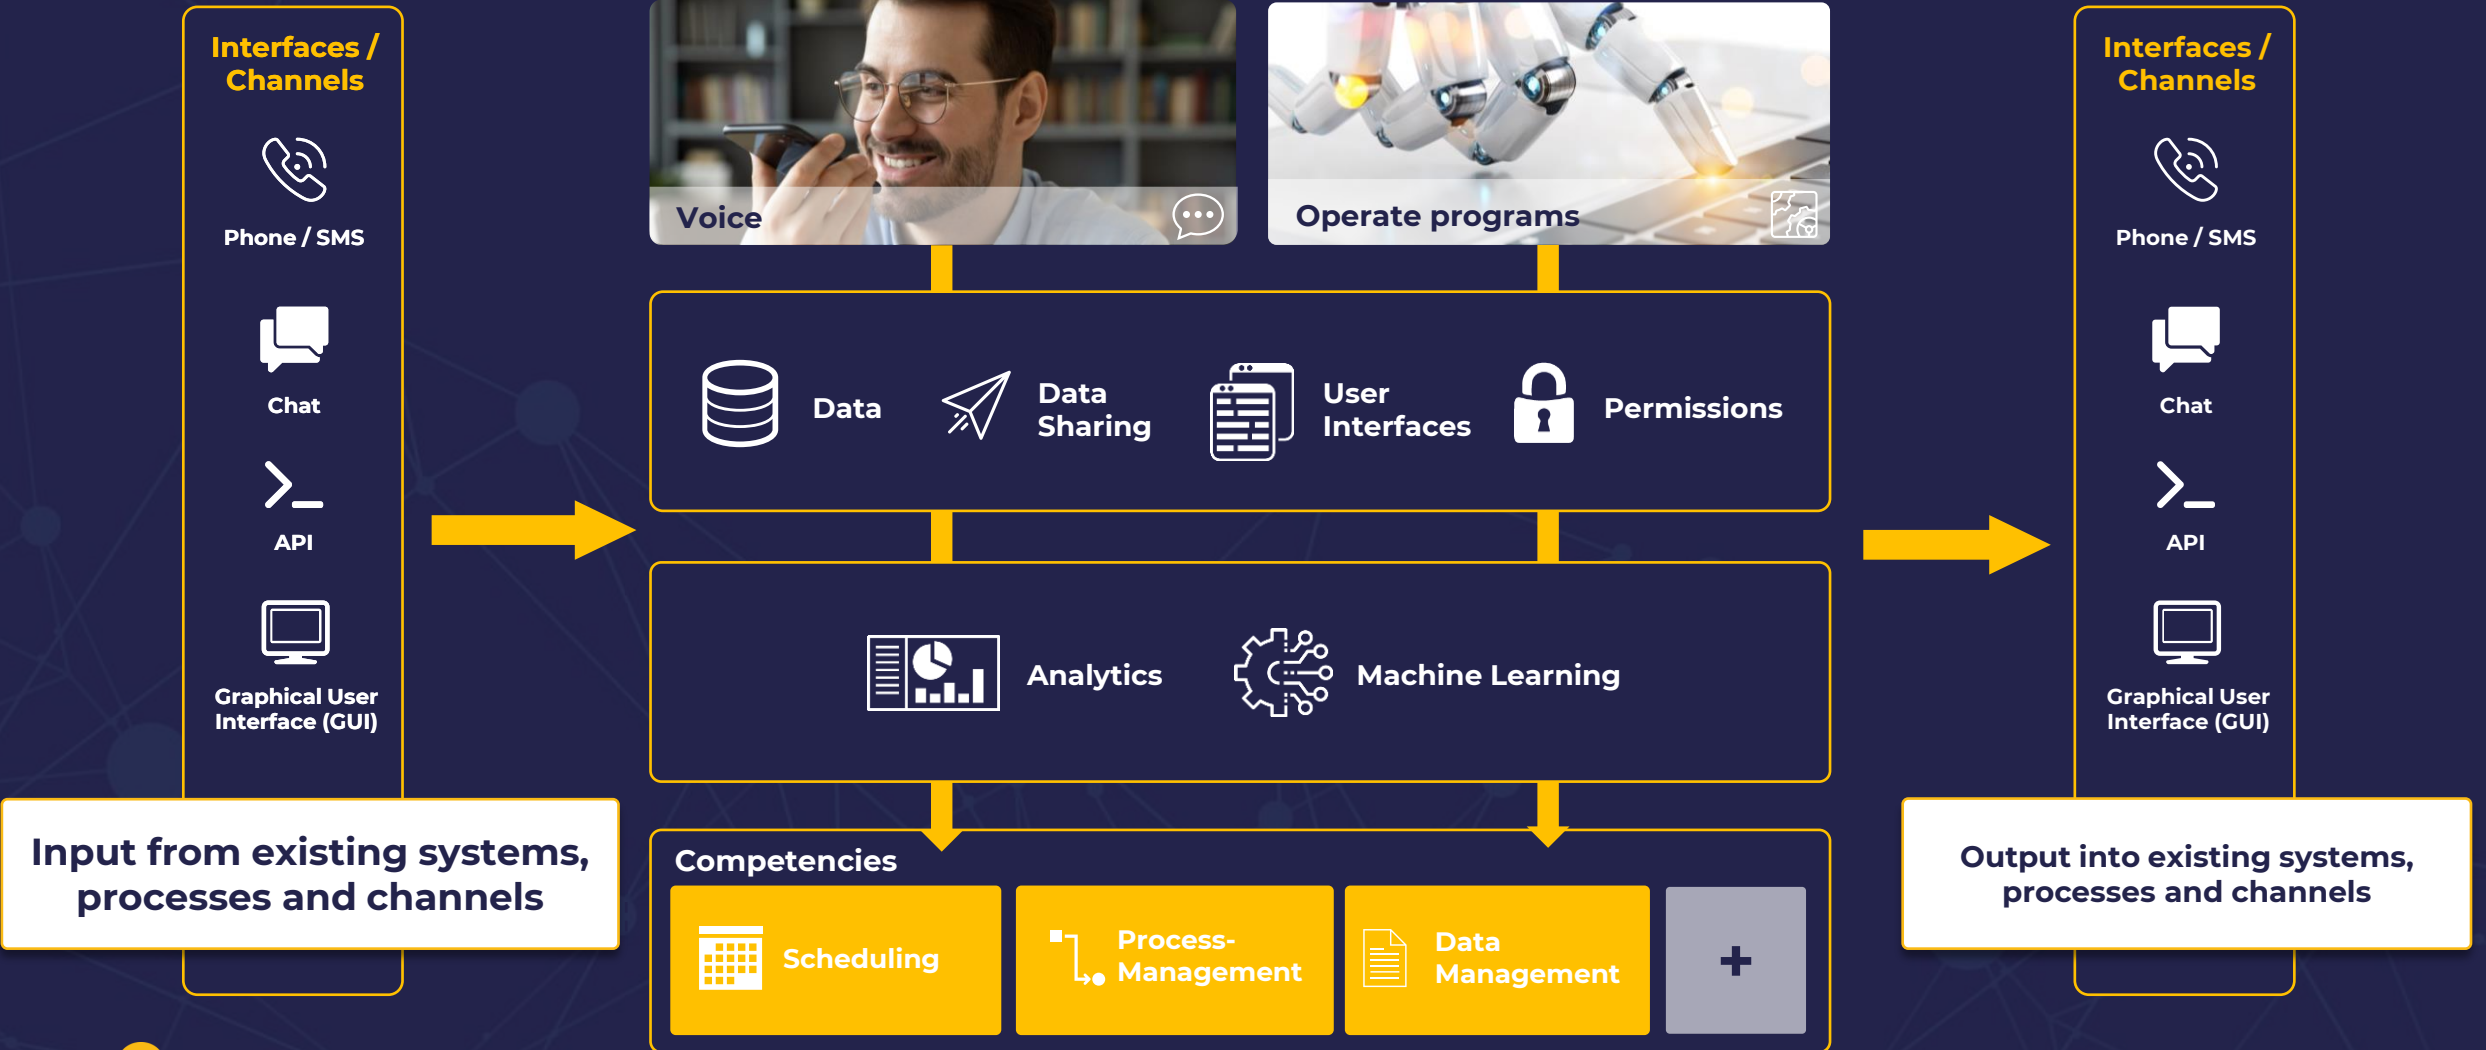 Interfaces /
Channels
Phone / SMS
Chat
API
Graphical User
Interface (GUI)
Input from existing systems,
processes and channels
Voice
Operate programs
Data
Data
Sharing
User
Interfaces
Permissions
Analytics
Machine Learning
Competencies
Scheduling
Process-
Management
Data
Management
+
Interfaces /
Channels
Phone / SMS
Chat
API
Graphical User
Interface (GUI)
Output into existing systems,
processes and channels